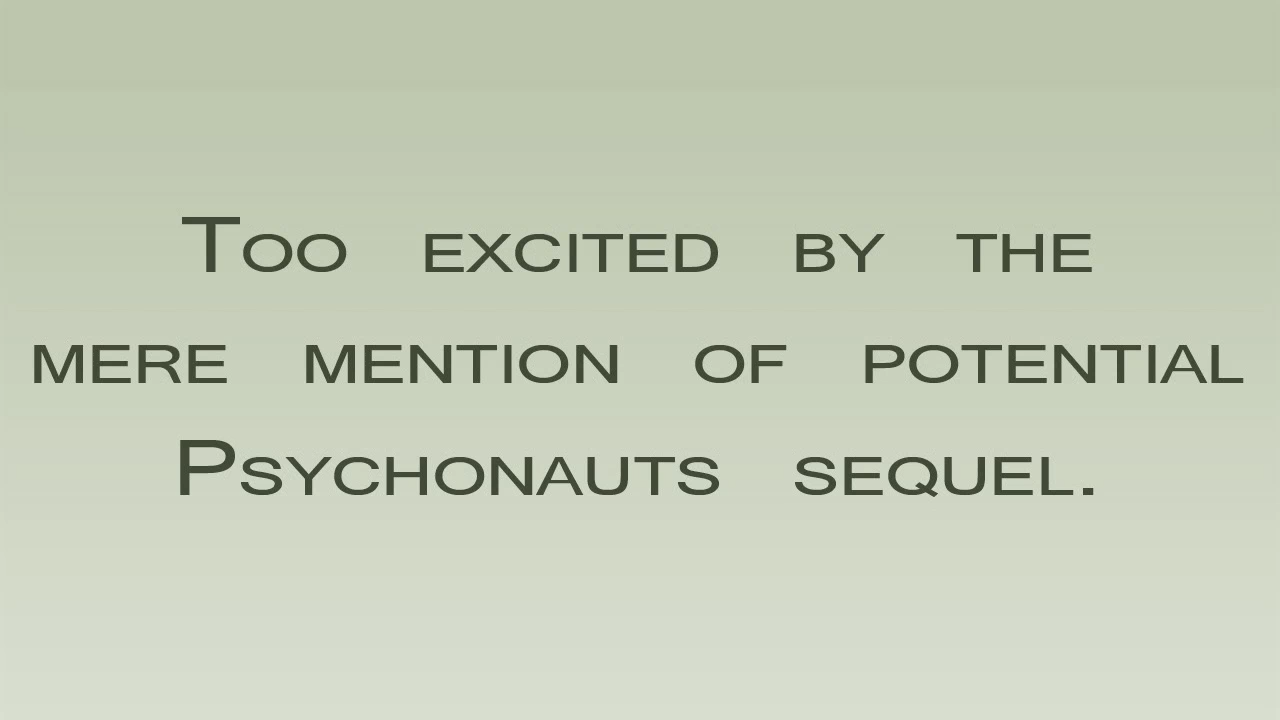 Too excited by the
mere mention of potential
Psychonauts sequel.